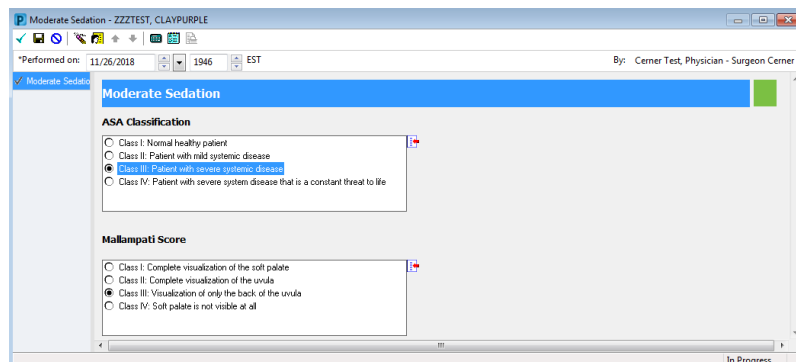 Moderate Sedation - ZZZTEST, CLAYPURPLE
*Performed on: 11/26/2018 1946 EST By: Cerner Test, Physician - Surgeon Cerner
Moderate Sedatio
Moderate Sedation
ASA Classification
Class I: Normal healthy patient
Class II: Patient with mild systemic disease
Class III: Patient with severe systemic disease
Class IV: Patient with severe system disease that is a constant threat to life
Mallampati Score
Class I: Complete visualization of the soft palate
Class II: Complete visualization of the uvula
Class III: Visualization of only the back of the uvula
Class IV: Soft palate is not visible at all
In Progress